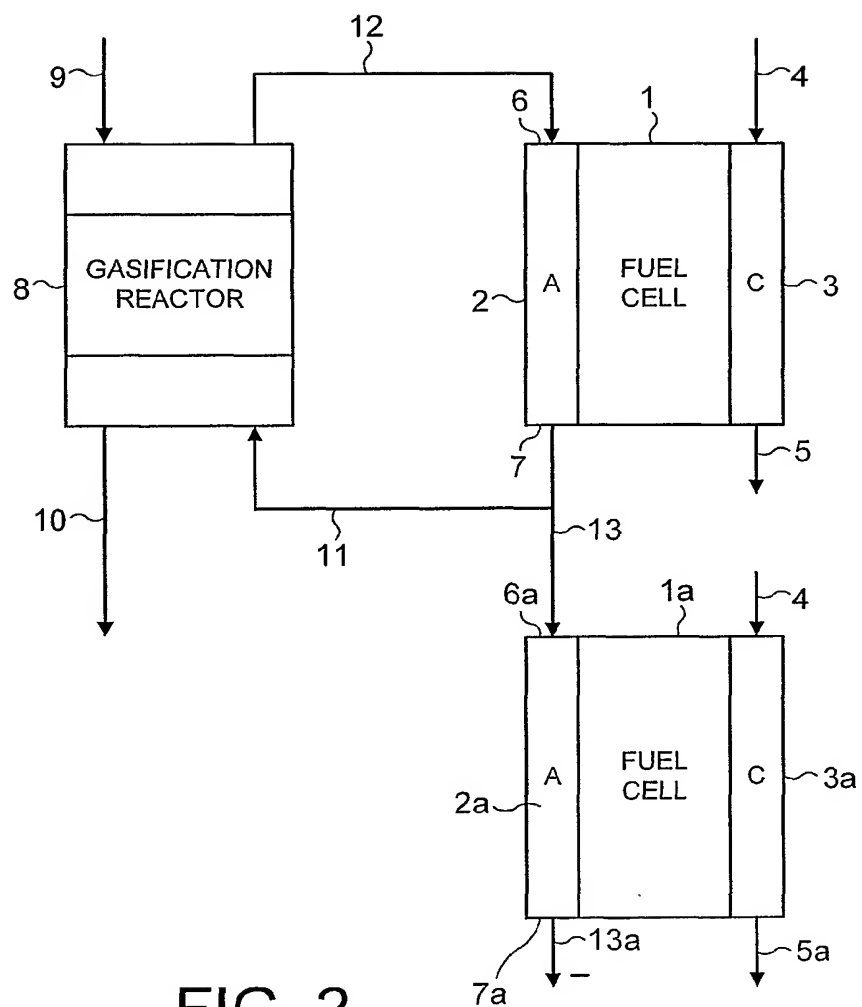 12
9
6
1
4
8
GASIFICATION
REACTOR
2
A
FUEL
CELL
C
3
7
5
10
11
13
6a
1a
4
2a
A
FUEL
CELL
C
3a
7a
13a
5a
FIG. 2